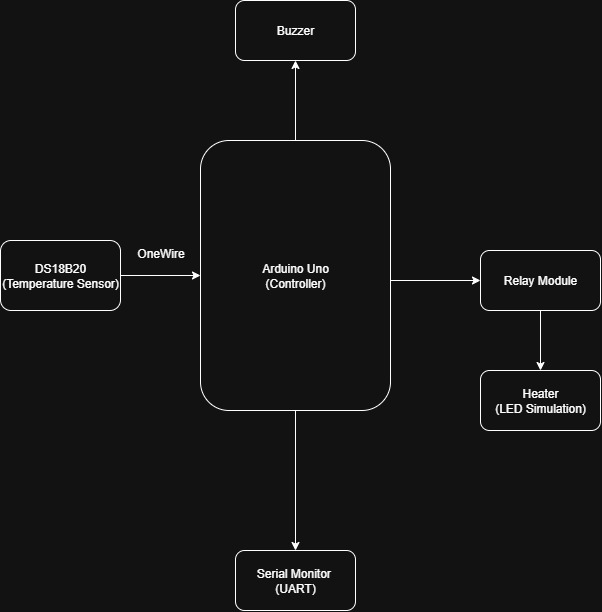 Buzzer
OneWire
DS18B20
(Temperature Sensor)
Arduino Uno
(Controller)
Relay Module
Heater
(LED Simulation)
Serial Monitor
(UART)